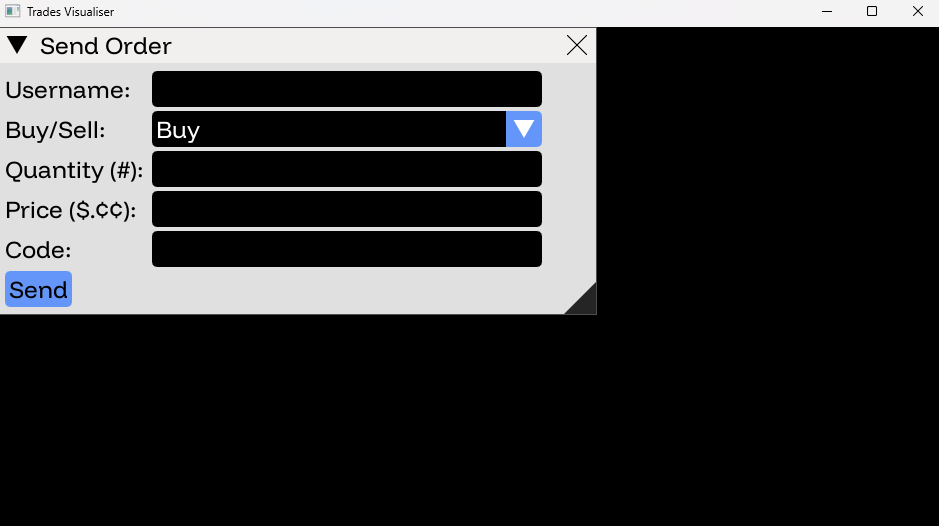 Trades Visualiser
Send Order
Username:
Buy/Sell: Buy
Quantity (#):
Price ($.¢¢):
Code:
Send